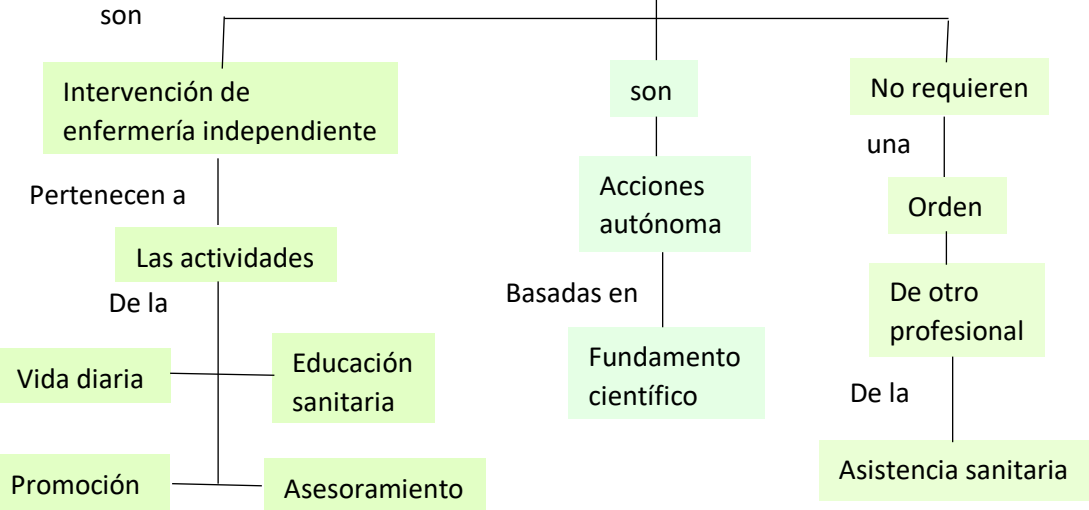 son
Intervención de
enfermería independiente
Pertenecen a
Las actividades
De la
Vida diaria
Educación
sanitaria
Promoción
Asesoramiento
son
Acciones
autónoma
Basadas en
Fundamento
científico
No requieren
una
Orden
De otro
profesional
De la
Asistencia sanitaria